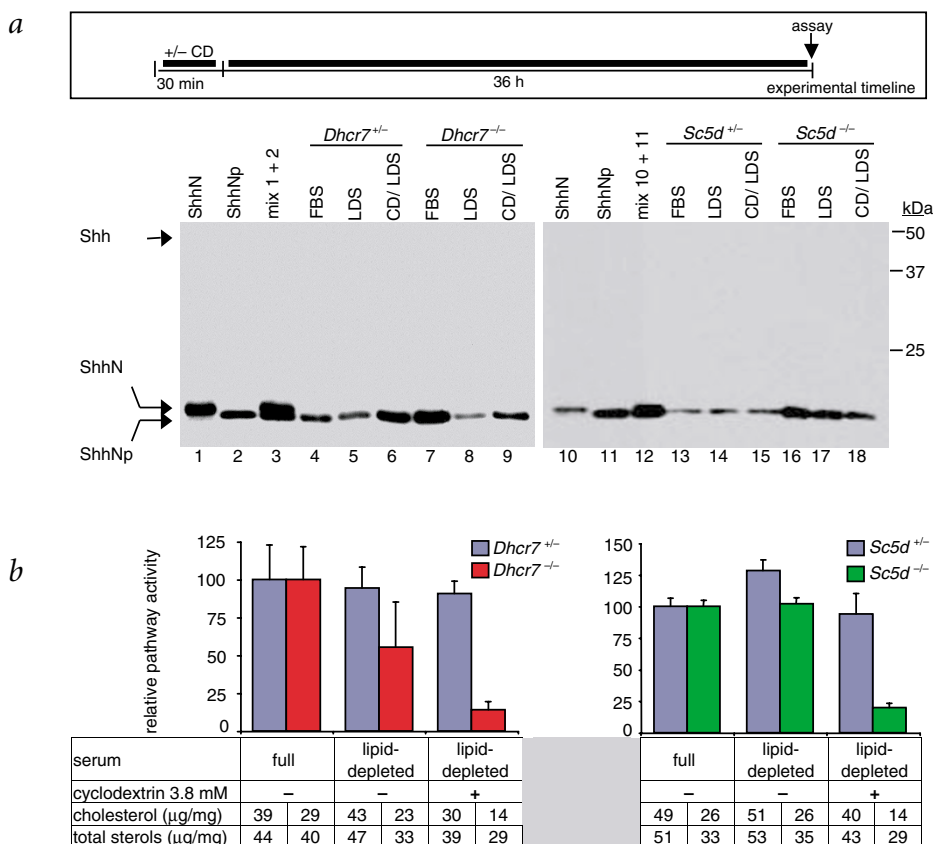 a
assay
+/– CD
30 min
36 h
experimental timeline
Dhcr7 +/–
Dhcr7 –/–
Sc5d +/–
Sc5d –/–
ShhN
ShhNp
mix 1 + 2
FBS
LDS
CD/ LDS
FBS
LDS
CD/ LDS
ShhN
ShhNp
mix 10 + 11
FBS
LDS
CD/ LDS
FBS
LDS
CD/ LDS
kDa
Shh
50
37
25
ShhN
ShhNp
1 2 3 4 5 6 7 8 9
10 11 12 13 14 15 16 17 18
b
relative pathway activity
125
100
75
50
25
0
Dhcr7 +/–
Dhcr7 –/–
150
125
100
75
50
25
0
Sc5d +/–
Sc5d –/–
serum full lipid-depleted lipid-depleted full lipid-depleted lipid-depleted
cyclodextrin 3.8 mM – – + – – +
cholesterol (µg/mg) 39 29 43 23 30 14 49 26 51 26 40 14
total sterols (µg/mg) 44 40 47 33 39 29 51 33 53 35 43 29